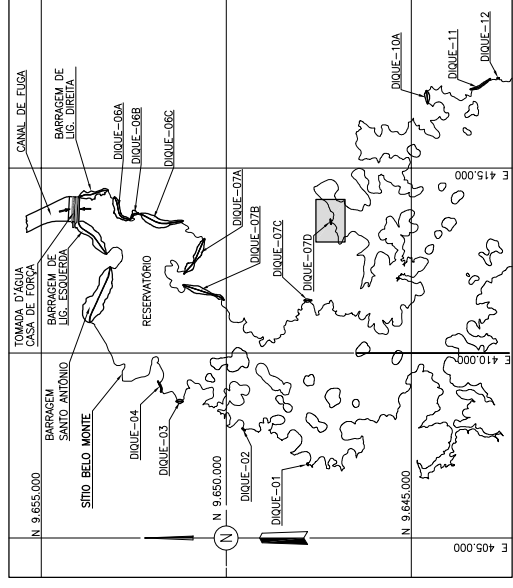 CANAL DE FUGA
TOMADA D'ÁGUA
CASA DE FORÇA
BARRAGEM DE
LIG. ESQUERDA
BARRAGEM DE
LIG. DIREITA
BARRAGEM
SANTO ANTÔNIO
SÍTIO BELO MONTE
RESERVATÓRIO
DIQUE-06A
DIQUE-06B
DIQUE-06C
DIQUE-07A
DIQUE-07B
DIQUE-07C
DIQUE-07D
DIQUE-04
DIQUE-03
DIQUE-02
DIQUE-01
DIQUE-10A
DIQUE-11
DIQUE-12
N 9.655.000
N 9.650.000
N 9.645.000
E 405.000
E 410.000
E 415.000
N